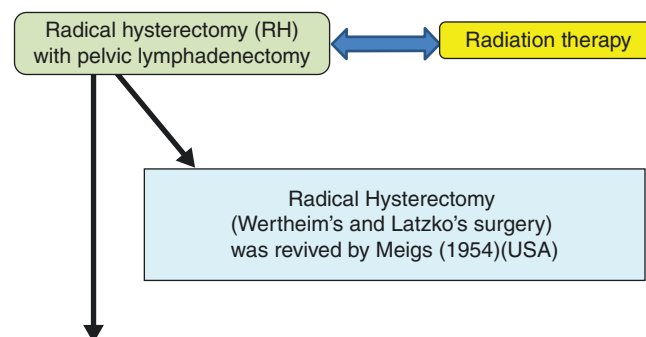 Radical hysterectomy (RH)
with pelvic lymphadenectomy
Radiation therapy
Radical Hysterectomy
(Wertheim's and Latzko's surgery)
was revived by Meigs (1954)(USA)